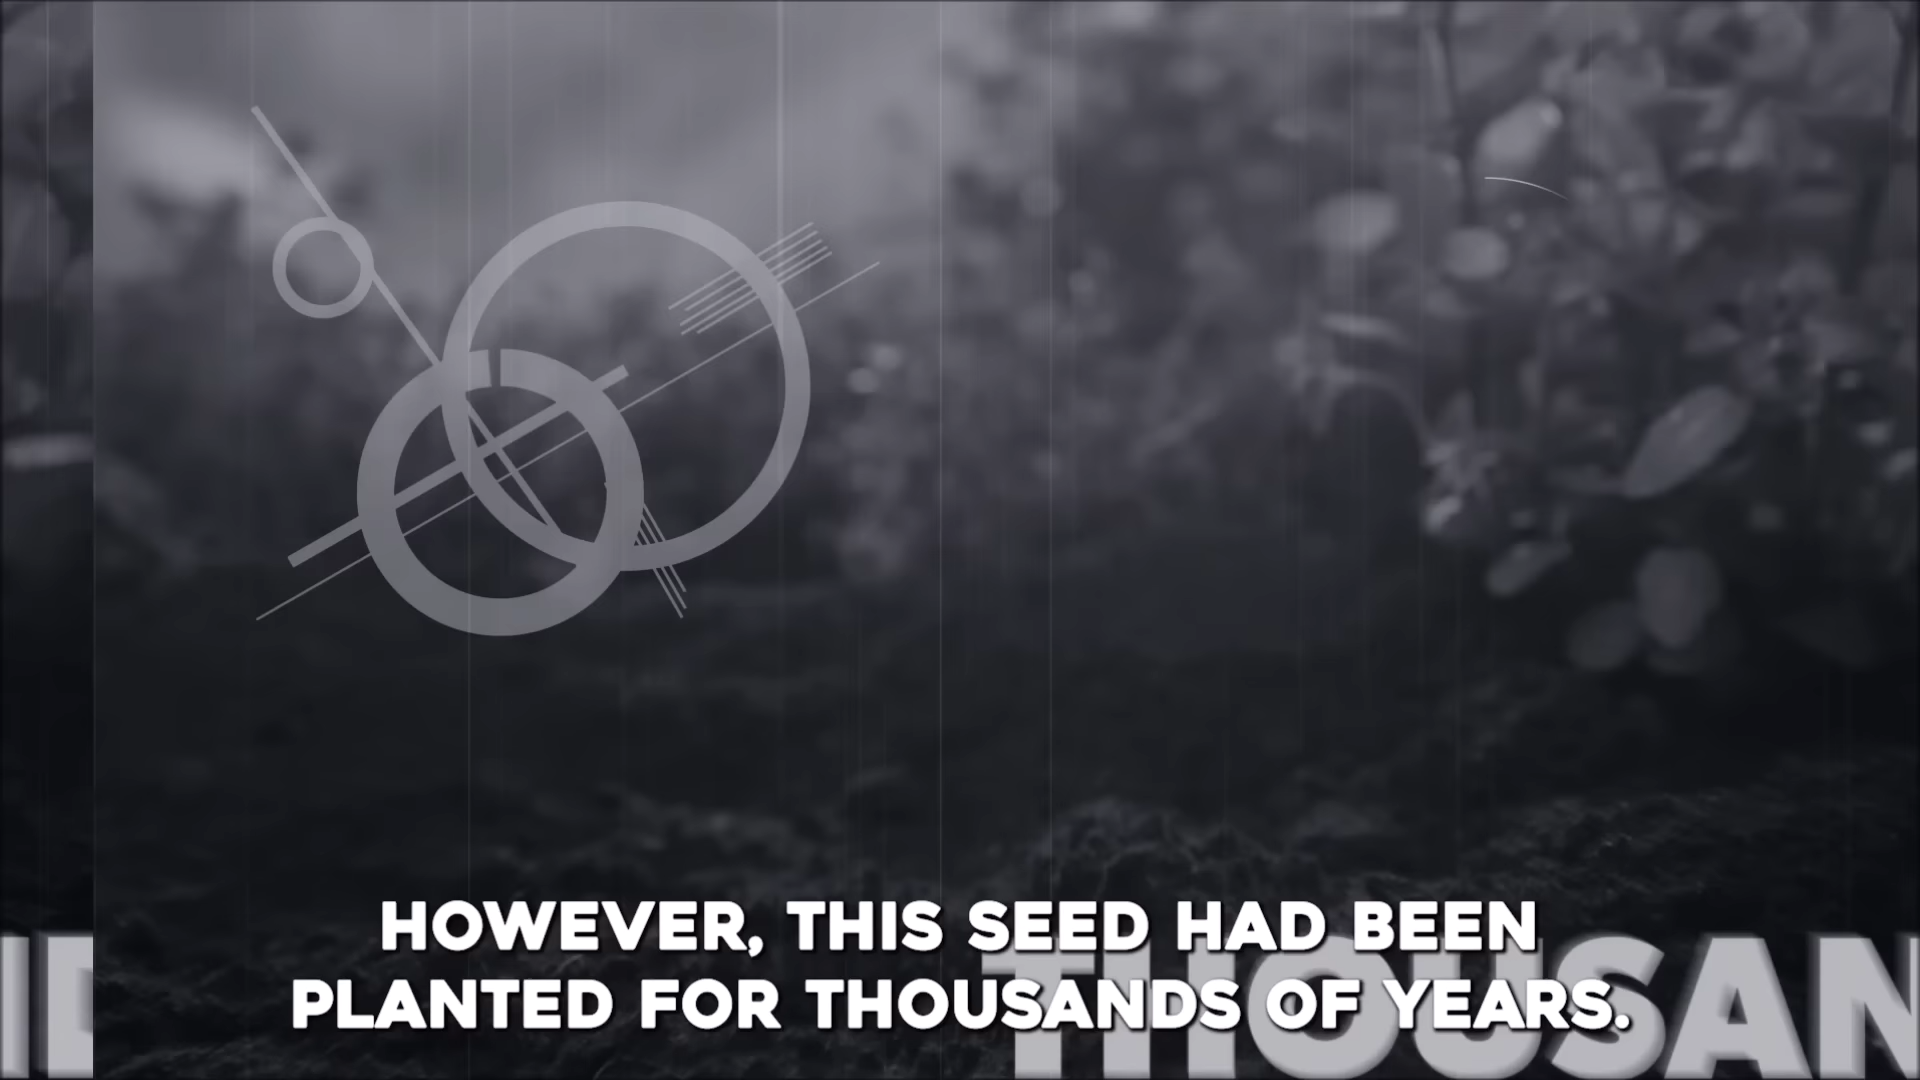 HOWEVER, THIS SEED HAD BEEN
PLANTED FOR THOUSANDS OF YEARS.
THOUSAN